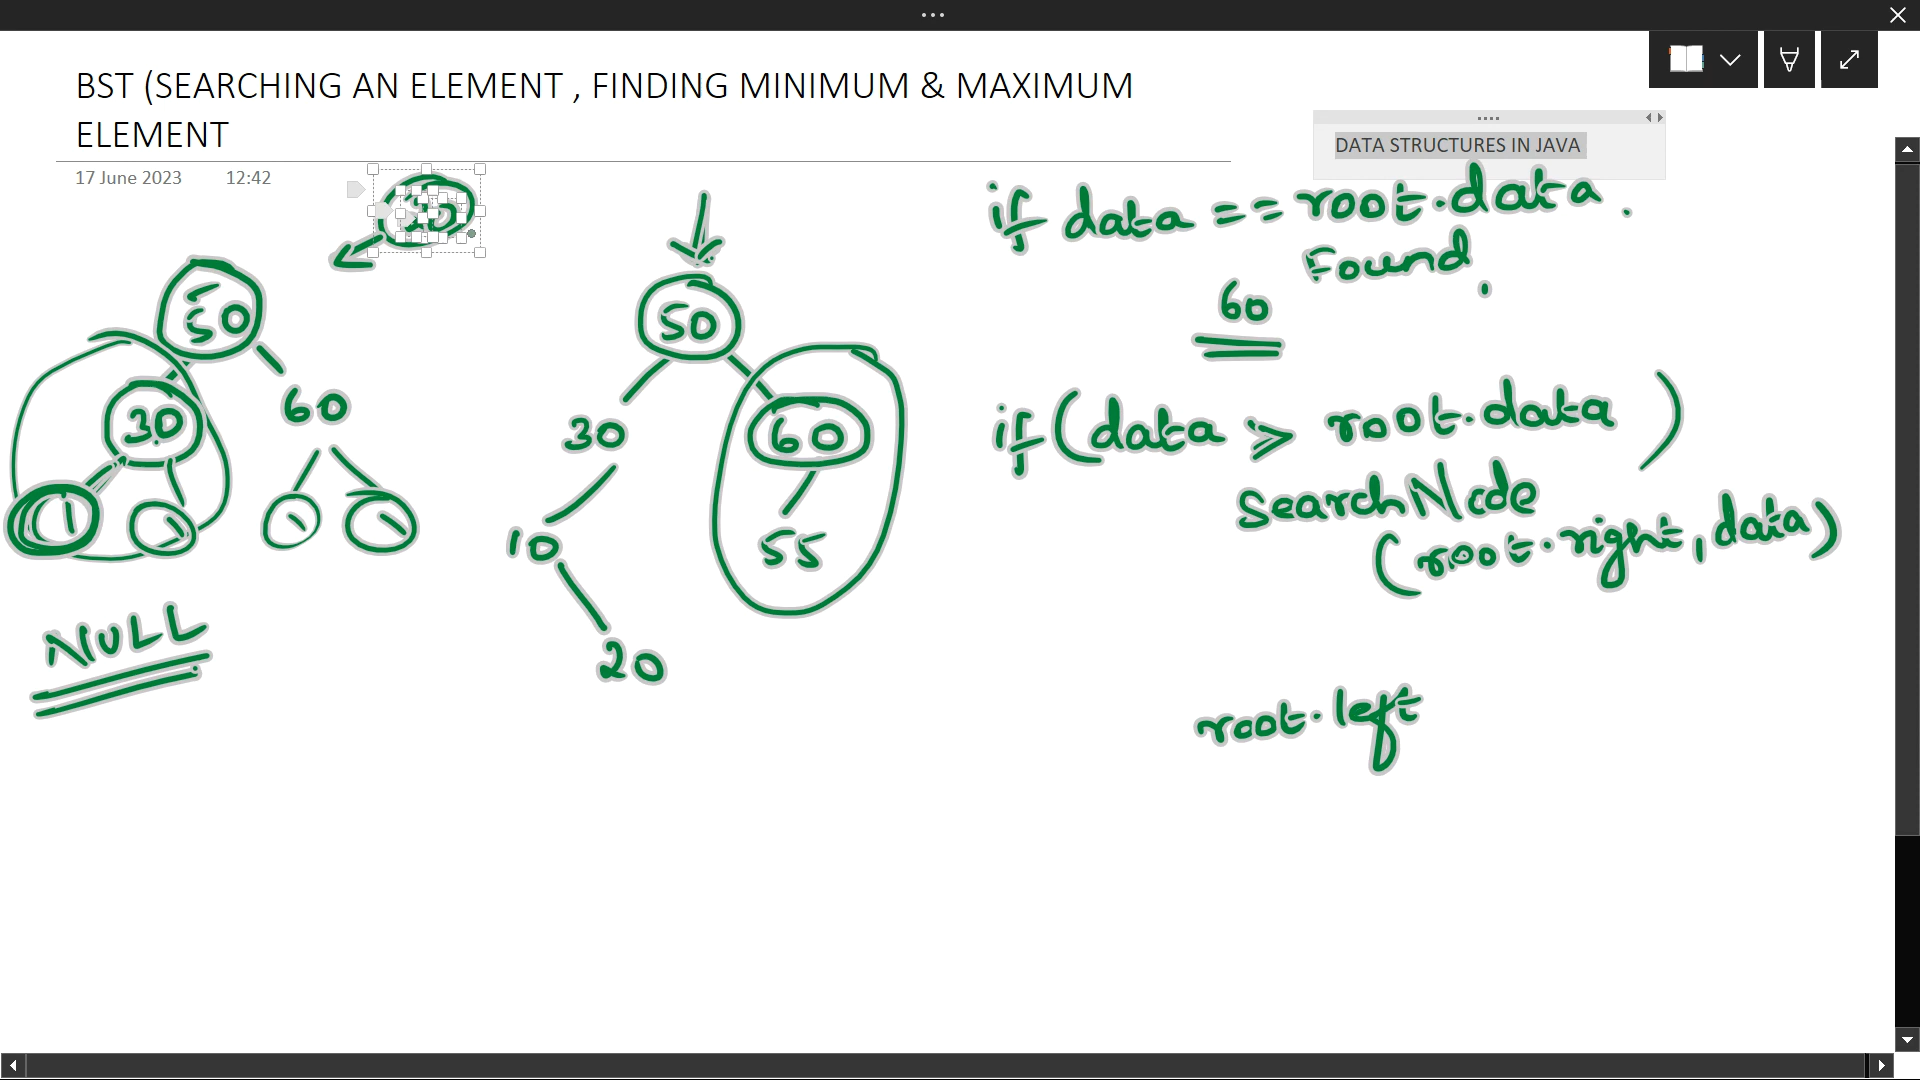 BST (SEARCHING AN ELEMENT , FINDING MINIMUM & MAXIMUM
ELEMENT
DATA STRUCTURES IN JAVA
17 June 2023 12:42
if data == root.data.
Found.
60
50
30
60
NULL
50
30
60
10
55
20
if (data > root.data)
SearchNode
(root.right, data)
root.left